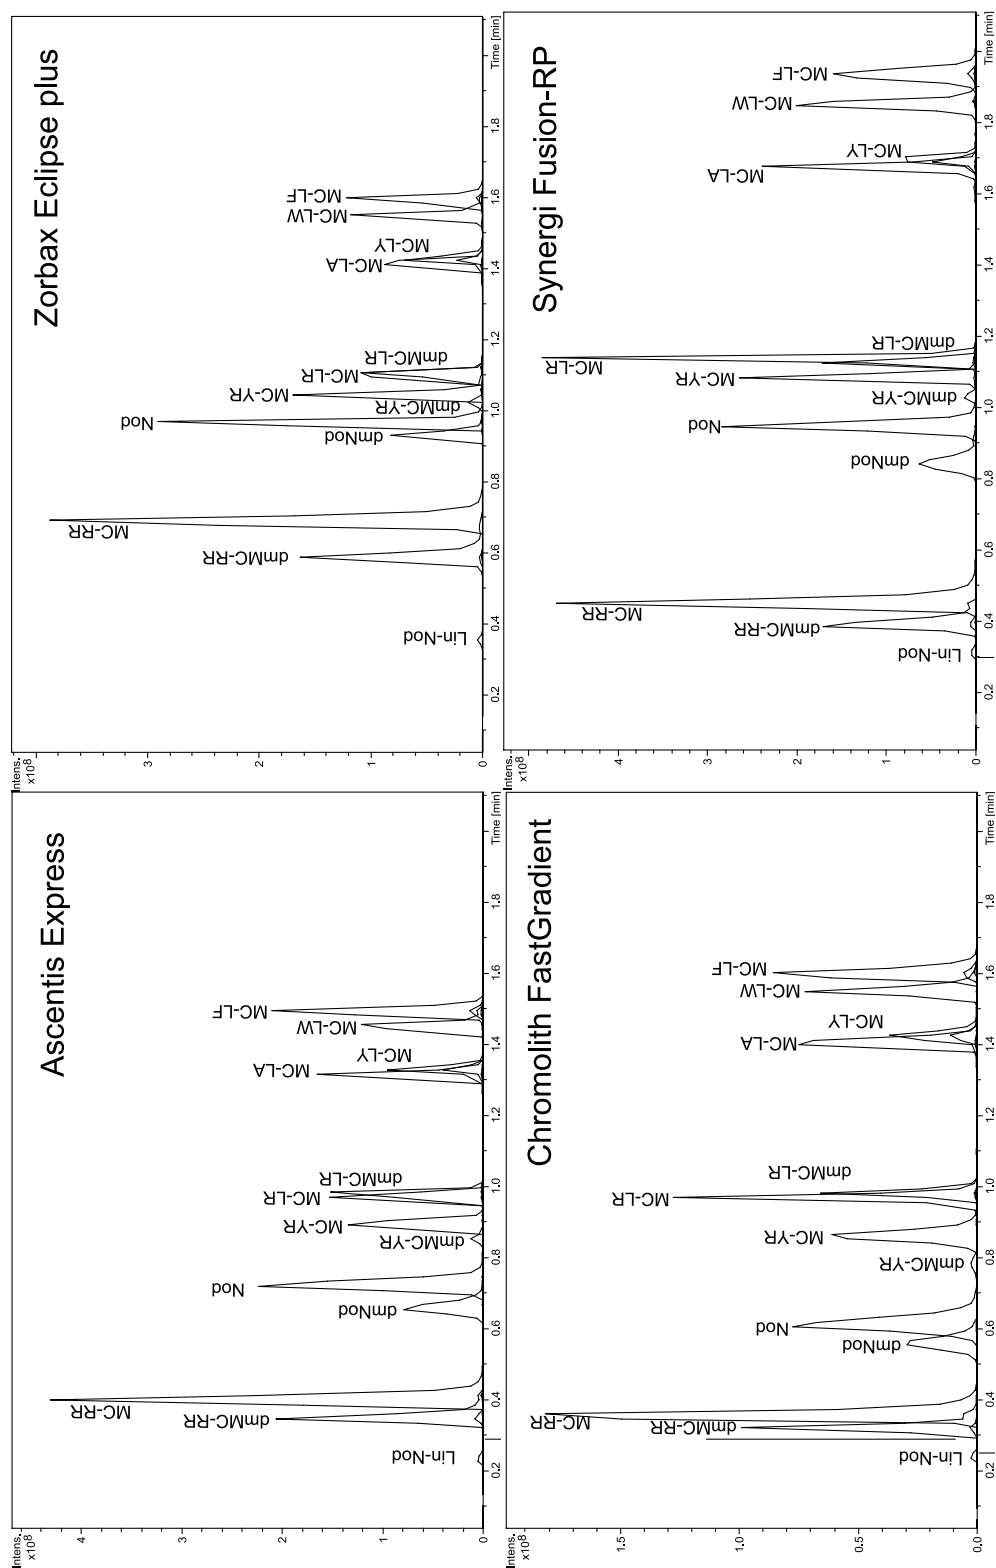 Intens.
x10⁸
Ascentis Express
4
3
2
1
0
Lin-Nod
dmMC-RR
MC-RR
dmNod
Nod
dmMC-YR
MC-YR
MC-LR
dmMC-LR
MC-LA
MC-LY
MC-LW
MC-LF
0.2
0.4
0.6
0.8
1.0
1.2
1.4
1.6
1.8
Time [min]
Intens.
x10⁸
Zorbax Eclipse plus
3
2
1
0
Lin-Nod
dmMC-RR
MC-RR
dmNod
Nod
dmMC-YR
MC-YR
MC-LR
dmMC-LR
MC-LA
MC-LY
MC-LW
MC-LF
0.2
0.4
0.6
0.8
1.0
1.2
1.4
1.6
1.8
Time [min]
Intens.
x10⁸
Chromolith FastGradient
1.5
1.0
0.5
0.0
Lin-Nod
dmMC-RR
MC-RR
dmNod
Nod
dmMC-YR
MC-YR
MC-LR
dmMC-LR
MC-LA
MC-LY
MC-LW
MC-LF
0.2
0.4
0.6
0.8
1.0
1.2
1.4
1.6
1.8
Time [min]
Intens.
x10⁸
Synergi Fusion-RP
4
3
2
1
0
Lin-Nod
dmMC-RR
MC-RR
dmNod
Nod
dmMC-YR
MC-YR
MC-LR
dmMC-LR
MC-LA
MC-LY
MC-LW
MC-LF
0.2
0.4
0.6
0.8
1.0
1.2
1.4
1.6
1.8
Time [min]